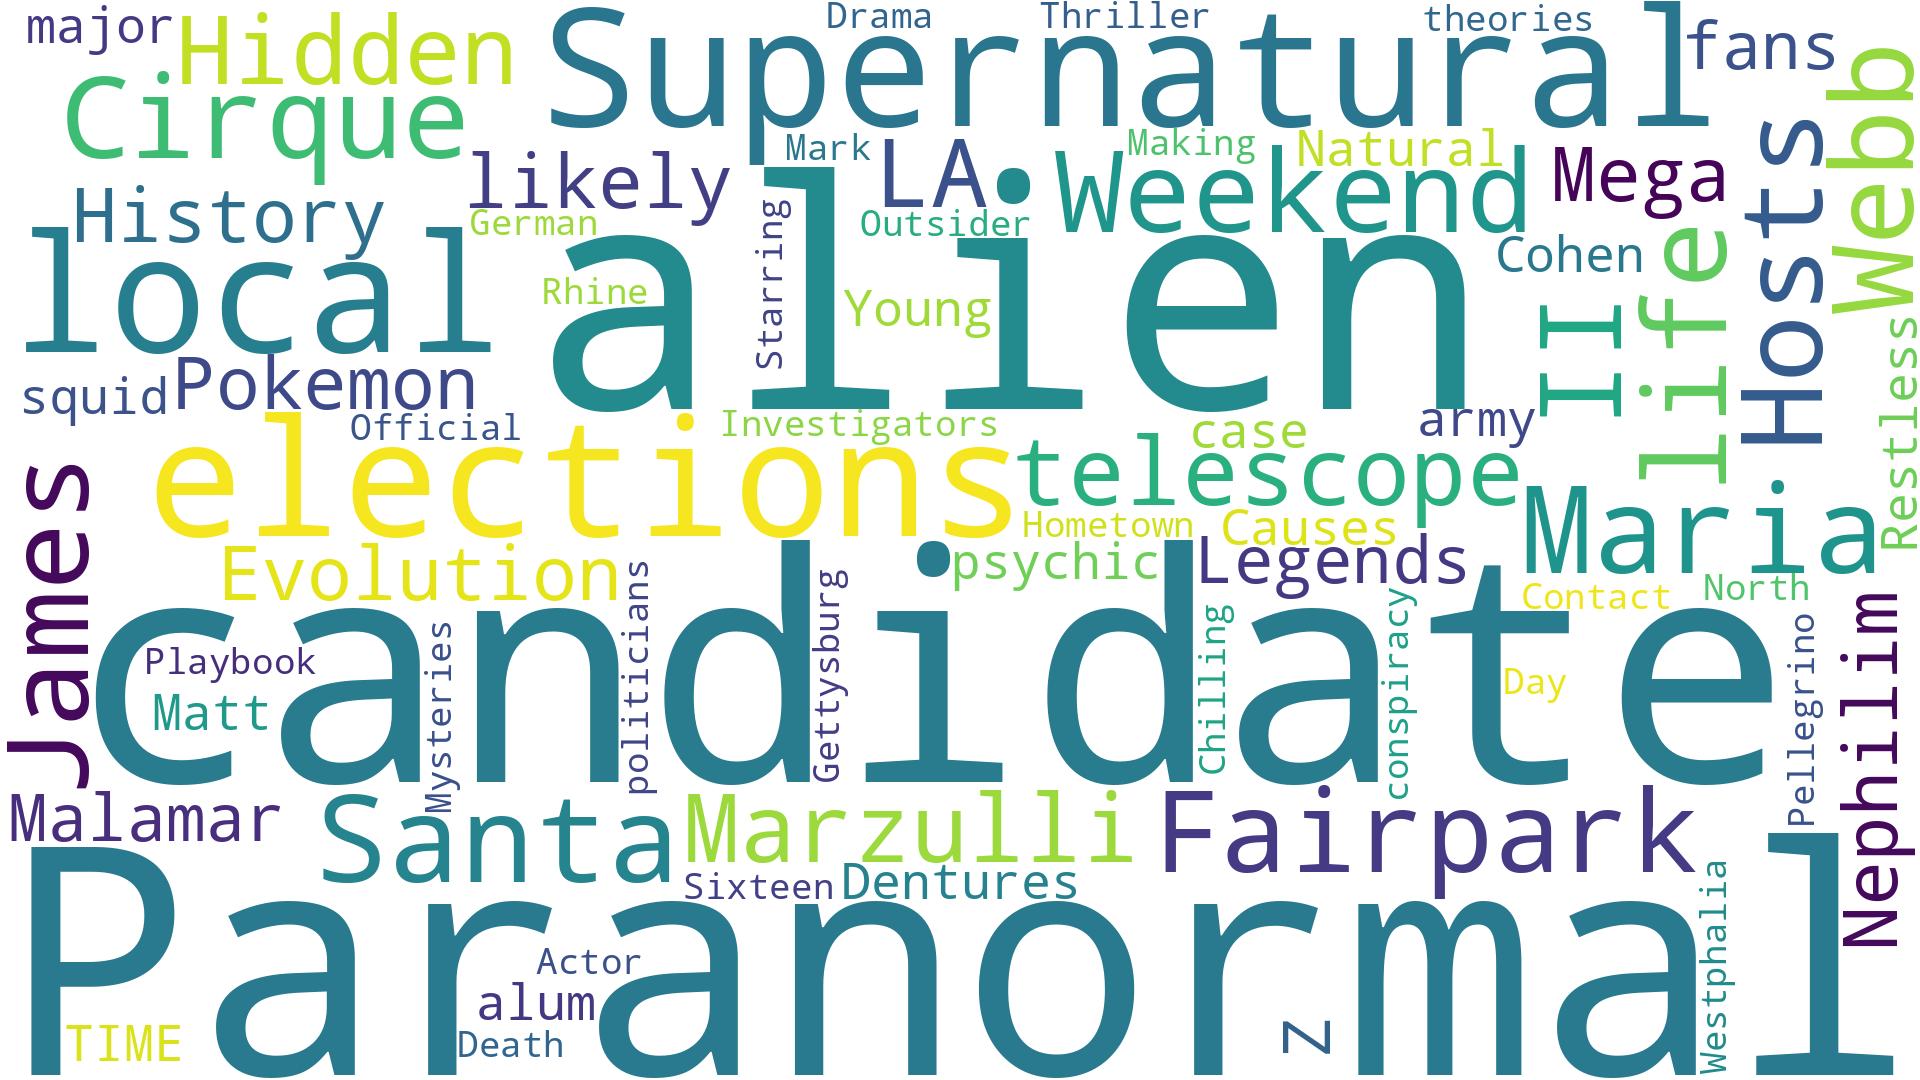 major
Hidden
Supernatural
Drama
Thriller
theories
fans
Cirque
Webb
Hosts
likely
Mark
LA
Making
Natural
Weekend
Mega
History
German
Outsider
local
alien
Starring
Cohen
life
II
Rhine
Young
Restless
squid
Pokemon
Official
Investigators
case
army
elections
telescope
James
Maria
Hometown
Causes
Evolution
psychic
Legends
Contact
North
candidate
Playbook
Matt
Mysteries
politicians
Gettysburg
Chilling
conspiracy
Day
Pellegrino
Nephilim
Malamar
Santa
Marzulli
Fairpark
Sixteen
Dentures
Paranormal
Westphalia
Actor
alum
TIME
Death
Z